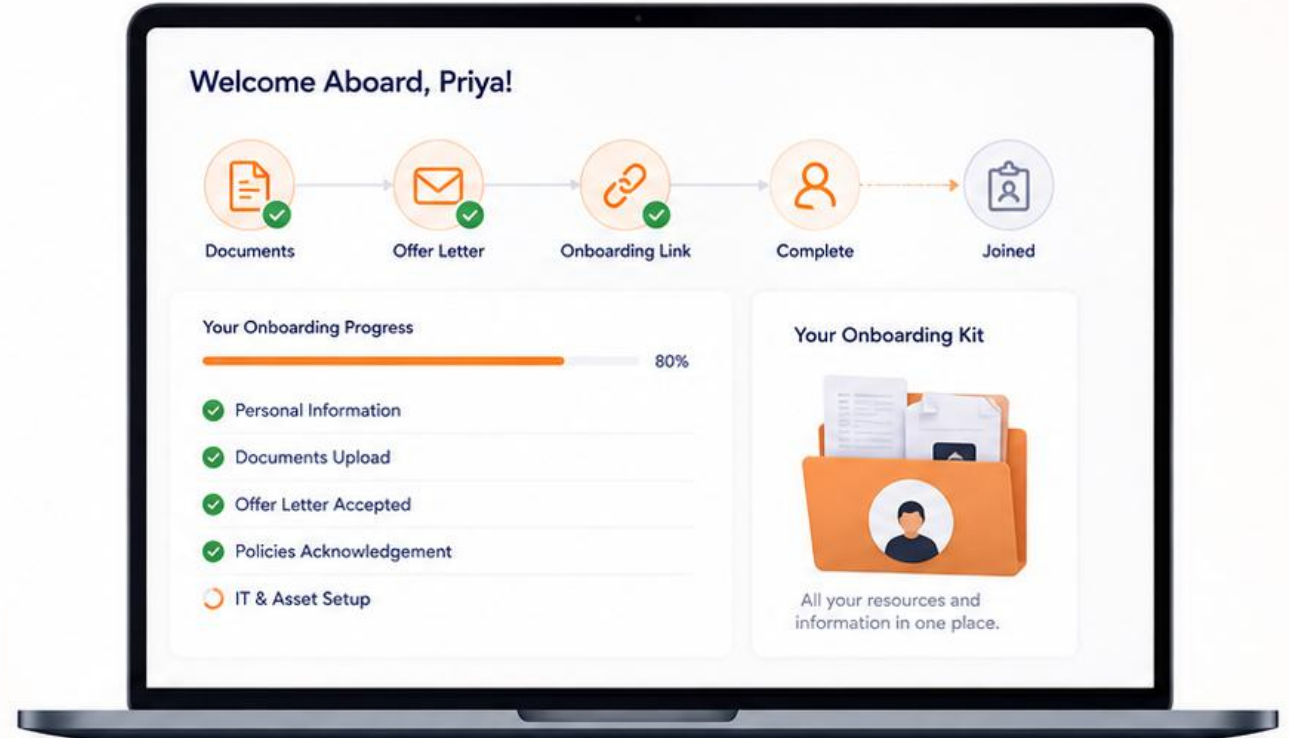 Welcome Aboard, Priya!
Documents
Offer Letter
Onboarding Link
Complete
Joined
Your Onboarding Progress
80%
Personal Information
Documents Upload
Offer Letter Accepted
Policies Acknowledgement
IT & Asset Setup
Your Onboarding Kit
All your resources and
information in one place.